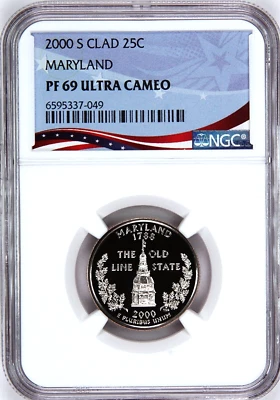 2000 S CLAD 25C
MARYLAND
PF 69 ULTRA CAMEO
6595337-049
NGC
MARYLAND
1788
THE OLD
LINE STATE
2000
E PLURIBUS UNUM